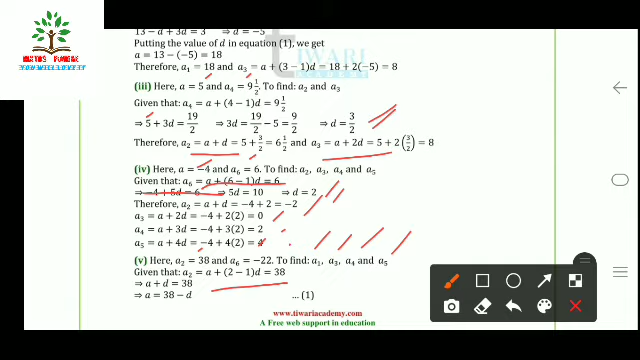 13 − a + 3d = 3 ⇒ d = −5
Putting the value of d in equation (1), we get
a = 13 − (−5) = 18
Therefore, a₁ = 18 and a₃ = a + (3 − 1)d = 18 + 2(−5) = 8
(iii) Here, a = 5 and a₄ = 9 1/2. To find: a₂ and a₃
Given that: a₄ = a + (4 − 1)d = 9 1/2
⇒ 5 + 3d = 19/2 ⇒ 3d = 19/2 − 5 = 9/2 ⇒ d = 3/2
Therefore, a₂ = a + d = 5 + 3/2 = 6 1/2 and a₃ = a + 2d = 5 + 2(3/2) = 8
(iv) Here, a = −4 and a₆ = 6. To find: a₂, a₃, a₄ and a₅
Given that: a₆ = a + (6 − 1)d = 6
⇒ −4 + 5d = 6 ⇒ 5d = 10 ⇒ d = 2
Therefore, a₂ = a + d = −4 + 2 = −2
a₃ = a + 2d = −4 + 2(2) = 0
a₄ = a + 3d = −4 + 3(2) = 2
a₅ = a + 4d = −4 + 4(2) = 4
(v) Here, a₂ = 38 and a₆ = −22. To find: a₁, a₃, a₄ and a₅
Given that: a₂ = a + (2 − 1)d = 38
⇒ a + d = 38
⇒ a = 38 − d ... (1)
www.tiwariacademy.com
A Free web support in education
TIWARI